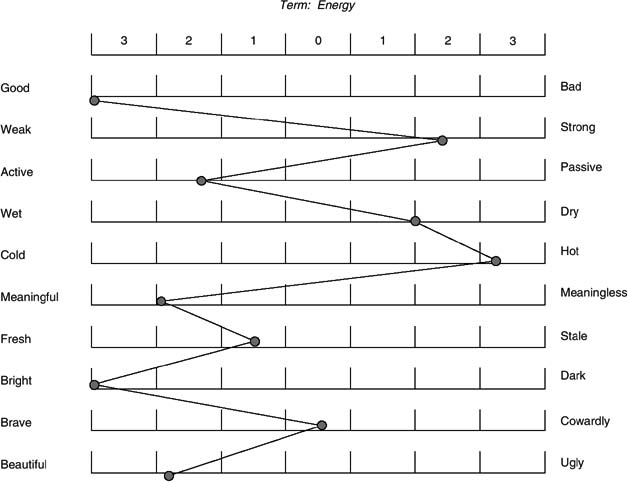 Term: Energy
3 2 1 0 1 2 3
Good Bad
Weak Strong
Active Passive
Wet Dry
Cold Hot
Meaningful Meaningless
Fresh Stale
Bright Dark
Brave Cowardly
Beautiful Ugly